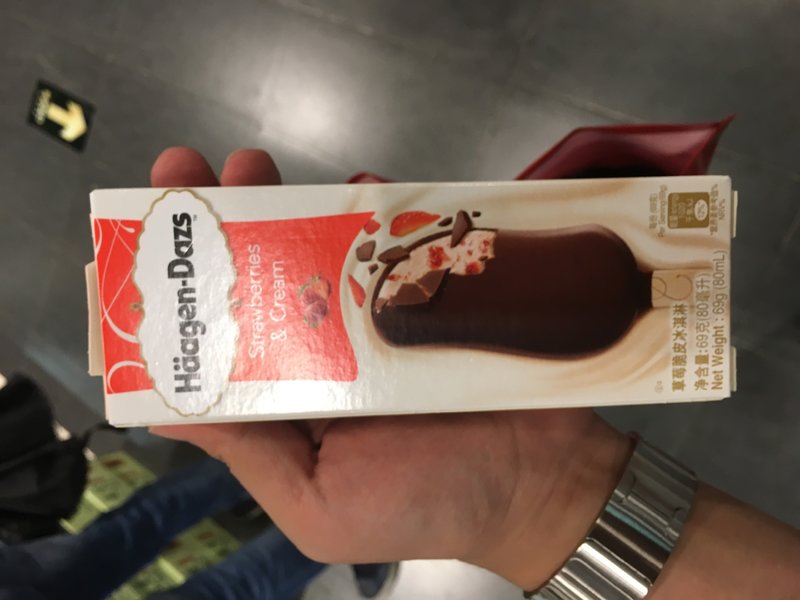 Häagen-Dazs
Strawberries
& Cream
草莓脆皮冰淇淋
净含量:69克(80毫升)
Net Weight : 69g (80mL)